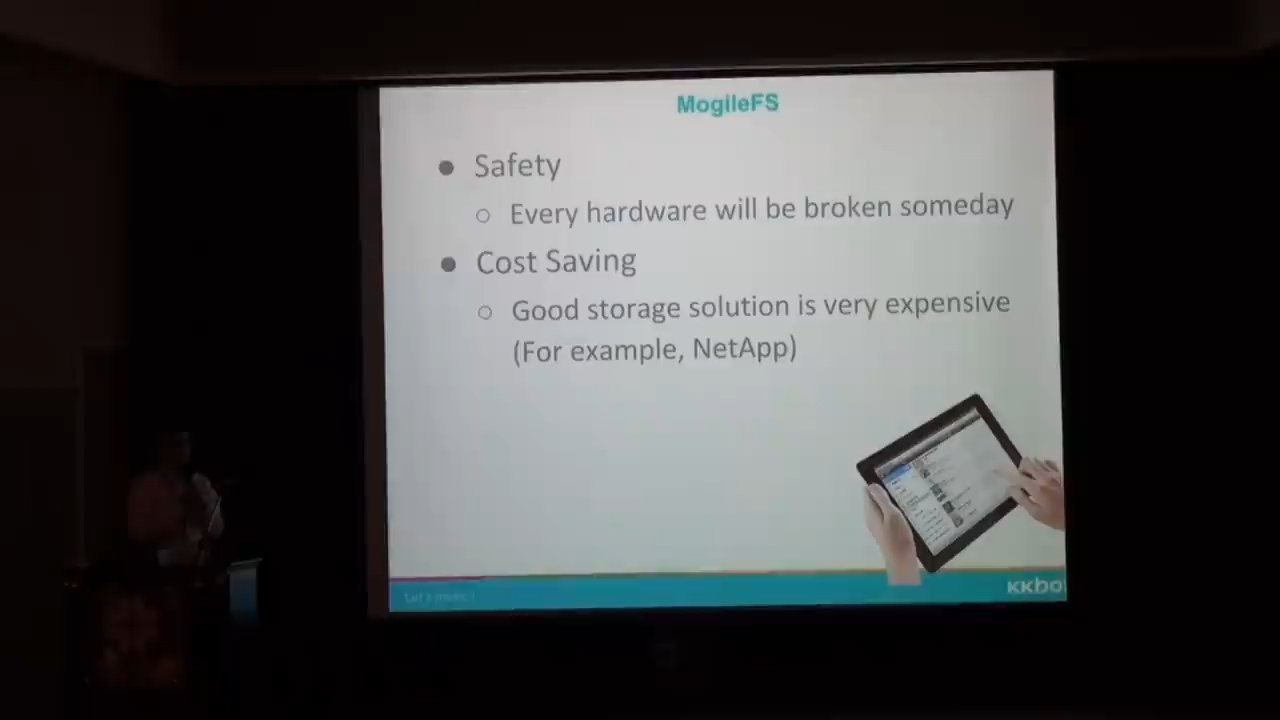 MogileFS
● Safety
○ Every hardware will be broken someday
● Cost Saving
○ Good storage solution is very expensive
(For example, NetApp)
KKBO